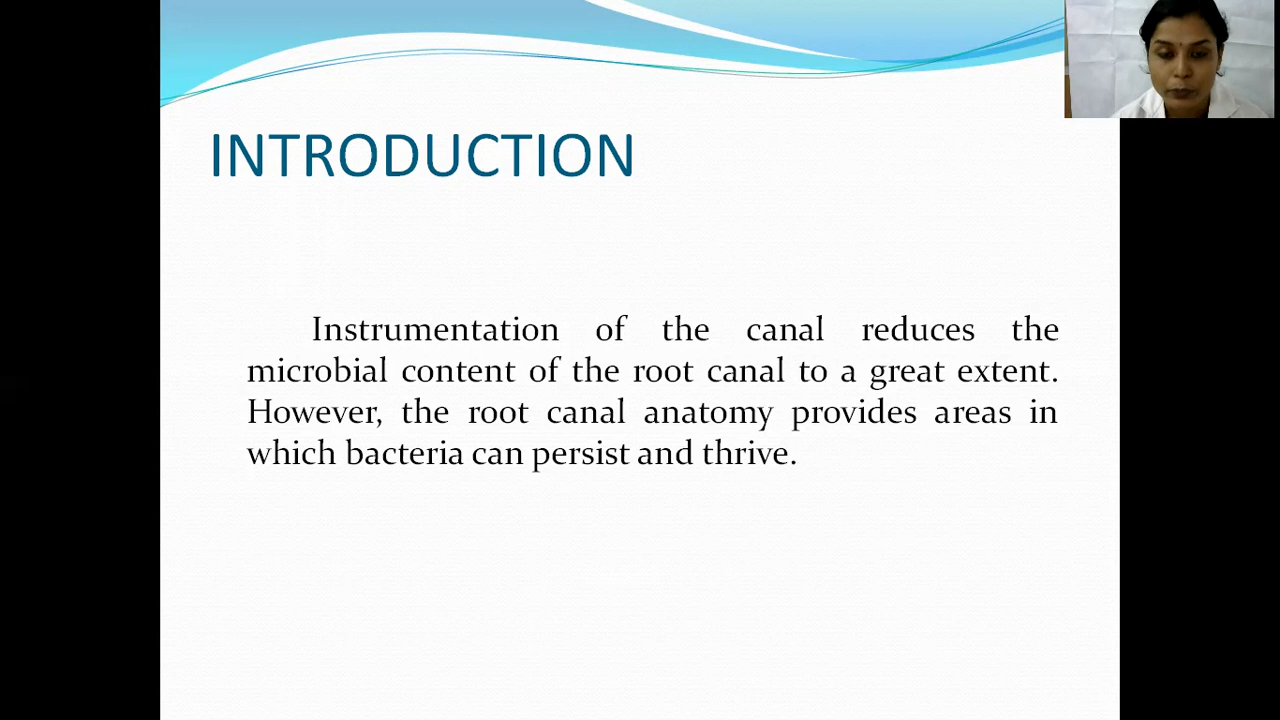 INTRODUCTION
Instrumentation of the canal reduces the
microbial content of the root canal to a great extent.
However, the root canal anatomy provides areas in
which bacteria can persist and thrive.